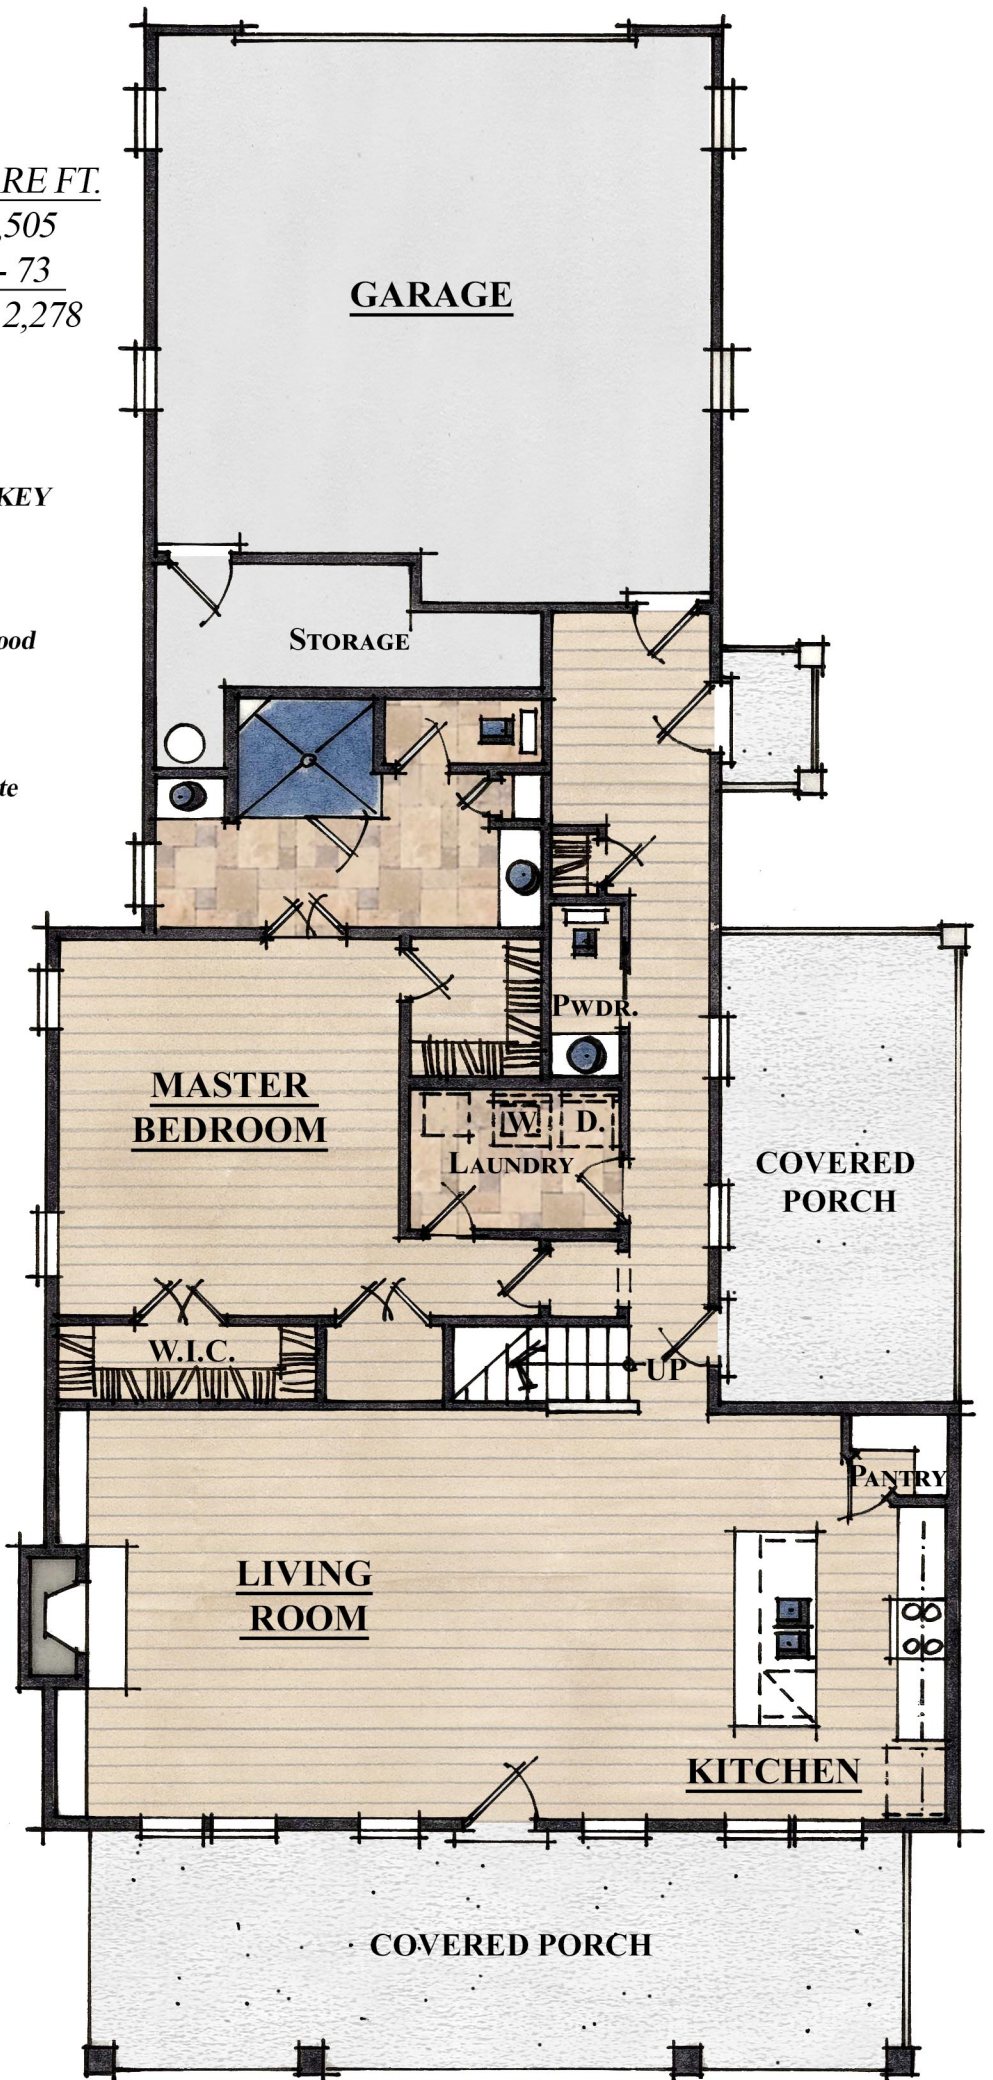 RE FT.
,505
- 73
2,278
KEY
ood
te
GARAGE
STORAGE
PWDR.
MASTER
BEDROOM
W. D.
LAUNDRY
COVERED
PORCH
W.I.C.
UP
PANTRY
LIVING
ROOM
KITCHEN
COVERED PORCH